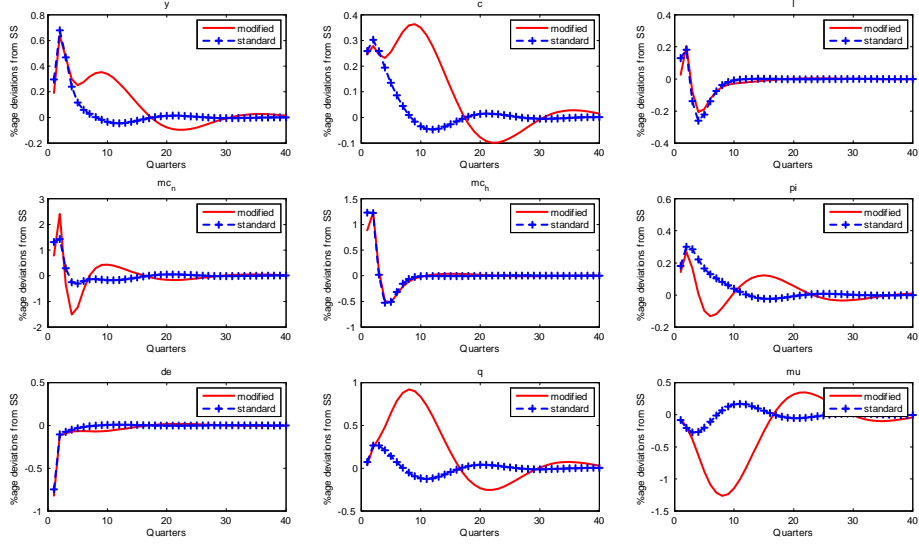 y
%age deviations from SS
0.8
0.6
0.4
0.2
0
-0.2
0
10
20
30
40
Quarters
modified
standard
c
%age deviations from SS
0.4
0.3
0.2
0.1
0
-0.1
0
10
20
30
40
Quarters
modified
standard
l
%age deviations from SS
0.4
0.2
0
-0.2
-0.4
0
10
20
30
40
Quarters
modified
standard
mc_n
%age deviations from SS
3
2
1
0
-1
-2
0
10
20
30
40
Quarters
modified
standard
mc_h
%age deviations from SS
1.5
1
0.5
0
-0.5
-1
0
10
20
30
40
Quarters
modified
standard
pi
%age deviations from SS
0.6
0.4
0.2
0
-0.2
0
10
20
30
40
Quarters
modified
standard
de
%age deviations from SS
0.5
0
-0.5
-1
0
10
20
30
40
Quarters
modified
standard
q
%age deviations from SS
1
0.5
0
-0.5
0
10
20
30
40
Quarters
modified
standard
mu
%age deviations from SS
0.5
0
-0.5
-1
-1.5
0
10
20
30
40
Quarters
modified
standard